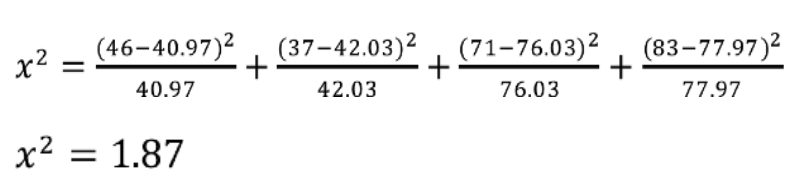 x² = (46−40.97)²/40.97 + (37−42.03)²/42.03 + (71−76.03)²/76.03 + (83−77.97)²/77.97
x² = 1.87